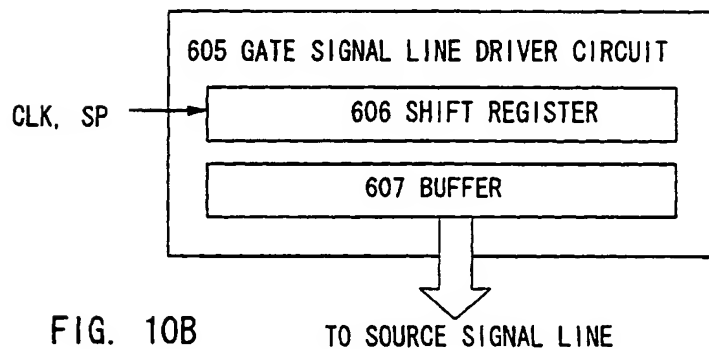 605 GATE SIGNAL LINE DRIVER CIRCUIT
CLK, SP
606 SHIFT REGISTER
607 BUFFER
FIG. 10B
TO SOURCE SIGNAL LINE